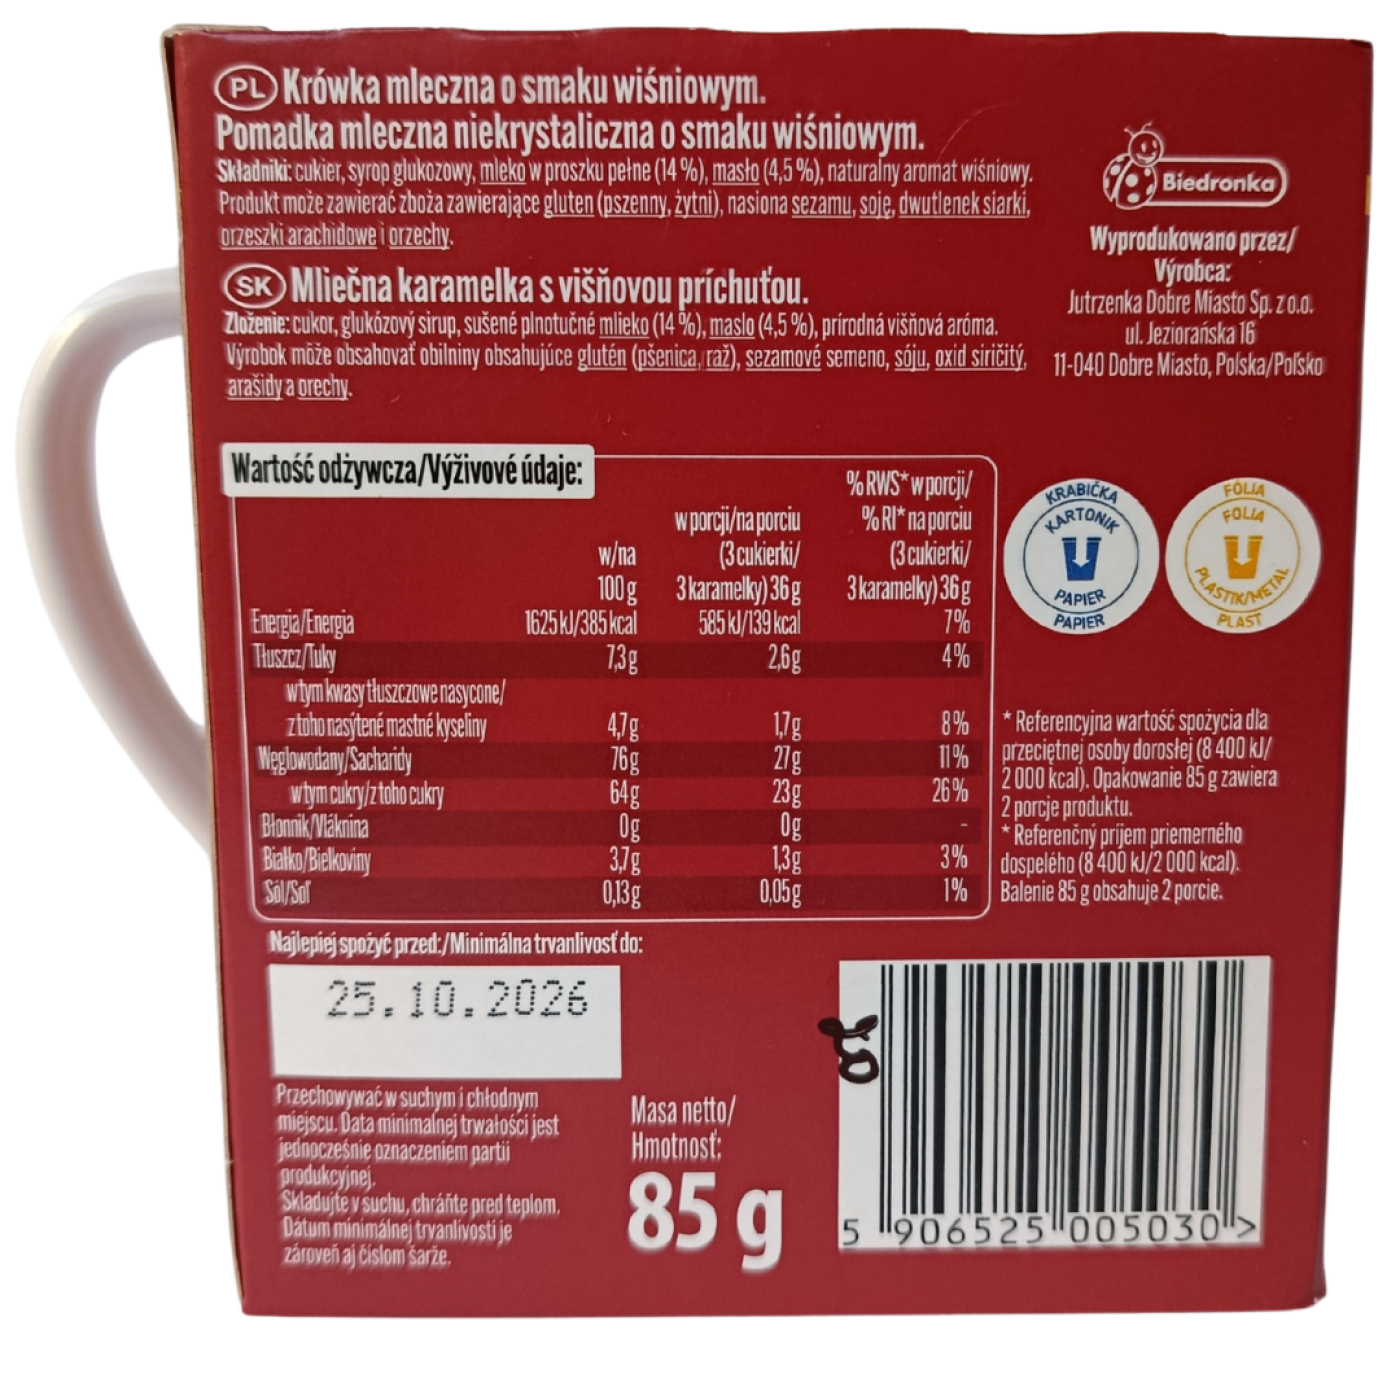 PL Krówka mleczna o smaku wiśniowym.
Pomadka mleczna niekrystaliczna o smaku wiśniowym.
Składniki: cukier, syrop glukozowy, mleko w proszku pełne (14 %), masło (4,5 %), naturalny aromat wiśniowy.
Produkt może zawierać zboża zawierające gluten (pszenny, żytni), nasiona sezamu, soję, dwutlenek siarki,
orzeszki arachidowe i orzechy.
SK Mliečna karamelka s višňovou príchuťou.
Zloženie: cukor, glukózový sirup, sušené plnotučné mlieko (14 %), maslo (4,5 %), prírodná višňová aróma.
Výrobok môže obsahovať obilniny obsahujúce glutén (pšenica, raž), sezamové semeno, sóju, oxid siričitý,
arašidy a orechy.
Biedronka
Wyprodukowano przez/
Výrobca:
Jutrzenka Dobre Miasto Sp. z o.o.
ul. Jeziorańska 16
11-040 Dobre Miasto, Polska/Poľsko
Wartość odżywcza/Výživové údaje:
w/na
100 g
w porcji/na porciu
(3 cukierki/
3 karamelky) 36 g
% RWS* w porcji/
% RI* na porciu
(3 cukierki/
3 karamelky) 36 g
Energia/Energia 1625 kJ/385 kcal 585 kJ/139 kcal 7%
Tłuszcz/Tuky 7,3 g 2,6 g 4%
w tym kwasy tłuszczowe nasycone/
z toho nasýtené mastné kyseliny 4,7 g 1,7 g 8%
Węglowodany/Sacharidy 76 g 27 g 11%
w tym cukry/z toho cukry 64 g 23 g 26%
Błonnik/Vláknina 0 g 0 g -
Białko/Bielkoviny 3,7 g 1,3 g 3%
Sól/Soľ 0,13 g 0,05 g 1%
KRABIČKA
KARTONIK
PAPIER
PAPIER
FÓLIA
FOLIA
PLASTIK/METAL
PLAST
* Referencyjna wartość spożycia dla
przeciętnej osoby dorosłej (8 400 kJ/
2 000 kcal). Opakowanie 85 g zawiera
2 porcje produktu.
* Referenčný príjem priemerného
dospelého (8 400 kJ/2 000 kcal).
Balenie 85 g obsahuje 2 porcie.
Najlepiej spożyć przed:/Minimálna trvanlivosť do:
25.10.2026
Przechowywać w suchym i chłodnym
miejscu. Data minimalnej trwałości jest
jednocześnie oznaczeniem partii
produkcyjnej.
Skladujte v suchu, chráňte pred teplom.
Dátum minimálnej trvanlivosti je
zároveň aj číslom šarže.
Masa netto/
Hmotnosť:
85 g
5 906525 005030 >